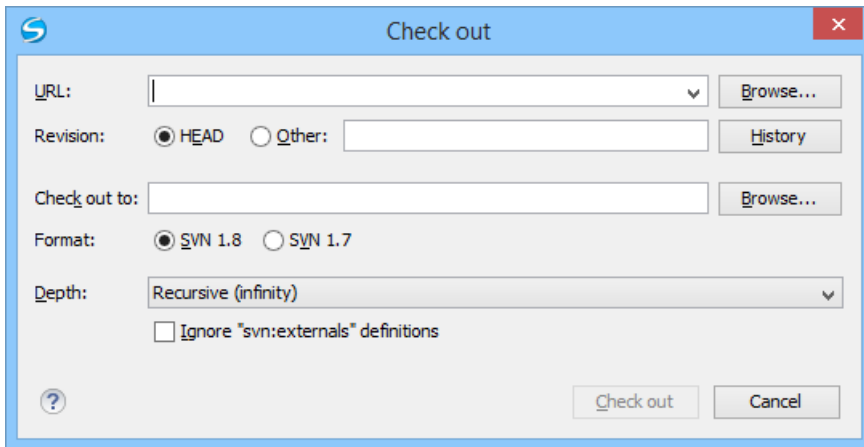 Check out
URL: Browse...
Revision: HEAD Other: History
Check out to: Browse...
Format: SVN 1.8 SVN 1.7
Depth: Recursive (infinity)
Ignore "svn:externals" definitions
? Check out Cancel